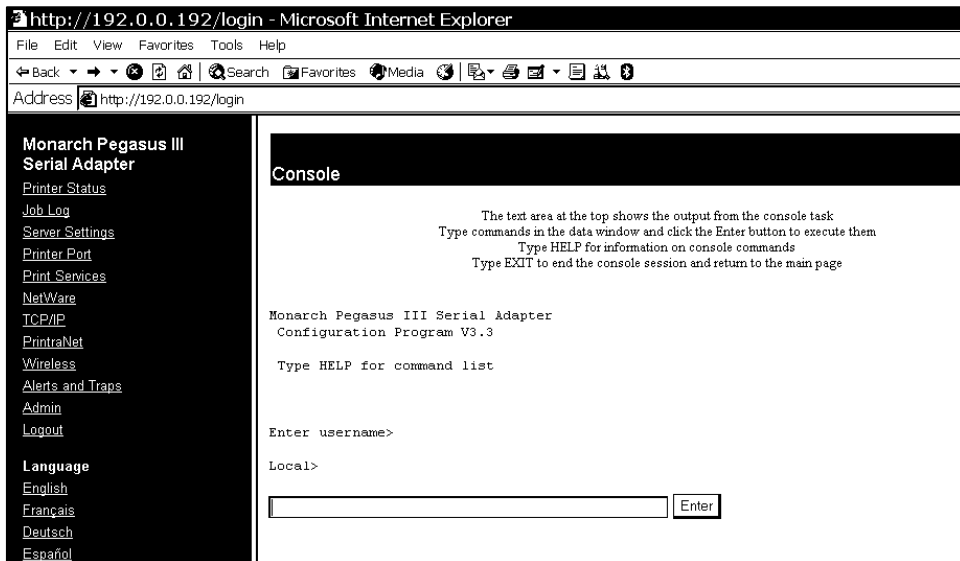 http://192.0.0.192/login - Microsoft Internet Explorer
File Edit View Favorites Tools Help
Back Search Favorites Media
Address http://192.0.0.192/login
Monarch Pegasus III
Serial Adapter
Printer Status
Job Log
Server Settings
Printer Port
Print Services
NetWare
TCP/IP
PrintraNet
Wireless
Alerts and Traps
Admin
Logout
Language
English
Français
Deutsch
Español
Console
The text area at the top shows the output from the console task
Type commands in the data window and click the Enter button to execute them
Type HELP for information on console commands
Type EXIT to end the console session and return to the main page
Monarch Pegasus III Serial Adapter
Configuration Program V3.3
Type HELP for command list
Enter username>
Local>
Enter